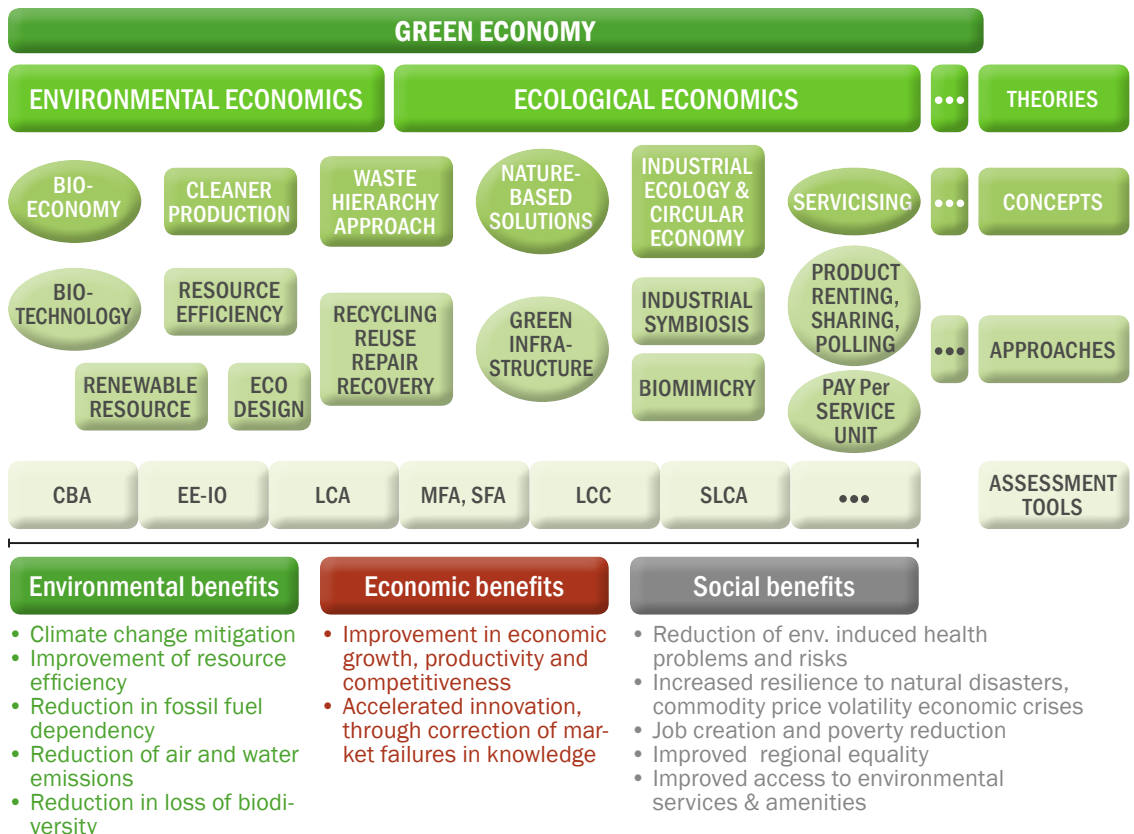 GREEN ECONOMY
ENVIRONMENTAL ECONOMICS
ECOLOGICAL ECONOMICS
•••
THEORIES
BIO-
ECONOMY
CLEANER
PRODUCTION
WASTE
HIERARCHY
APPROACH
NATURE-
BASED
SOLUTIONS
INDUSTRIAL
ECOLOGY &
CIRCULAR
ECONOMY
SERVICISING
•••
CONCEPTS
BIO-
TECHNOLOGY
RESOURCE
EFFICIENCY
RENEWABLE
RESOURCE
ECO
DESIGN
RECYCLING
REUSE
REPAIR
RECOVERY
GREEN
INFRA-
STRUCTURE
INDUSTRIAL
SYMBIOSIS
BIOMIMICRY
PRODUCT
RENTING,
SHARING,
POLLING
PAY Per
SERVICE
UNIT
•••
APPROACHES
CBA
EE-IO
LCA
MFA, SFA
LCC
SLCA
•••
ASSESSMENT
TOOLS
Environmental benefits
• Climate change mitigation
• Improvement of resource
efficiency
• Reduction in fossil fuel
dependency
• Reduction of air and water
emissions
• Reduction in loss of biodi-
versity
Economic benefits
• Improvement in economic
growth, productivity and
competitiveness
• Accelerated innovation,
through correction of mar-
ket failures in knowledge
Social benefits
• Reduction of env. induced health
problems and risks
• Increased resilience to natural disasters,
commodity price volatility economic crises
• Job creation and poverty reduction
• Improved regional equality
• Improved access to environmental
services & amenities